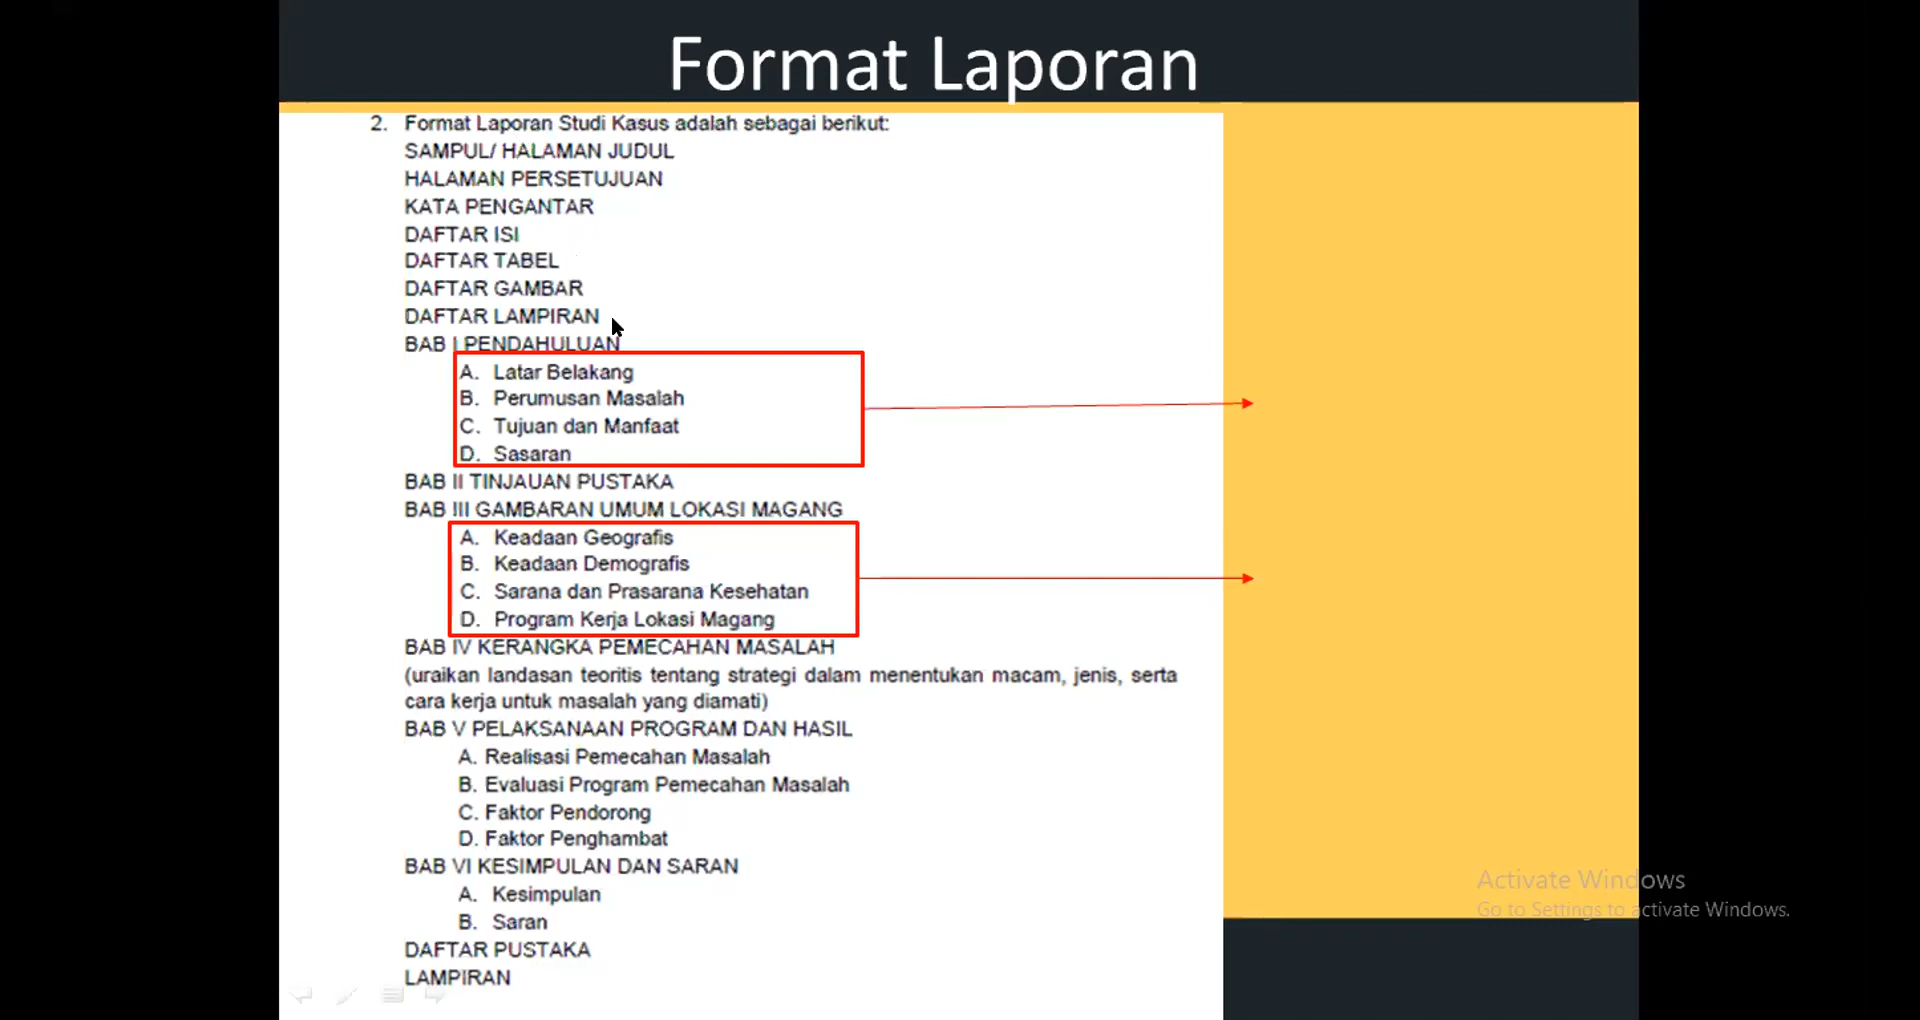 Format Laporan
2. Format Laporan Studi Kasus adalah sebagai berikut:
SAMPUL/ HALAMAN JUDUL
HALAMAN PERSETUJUAN
KATA PENGANTAR
DAFTAR ISI
DAFTAR TABEL
DAFTAR GAMBAR
DAFTAR LAMPIRAN
BAB I PENDAHULUAN
A. Latar Belakang
B. Perumusan Masalah
C. Tujuan dan Manfaat
D. Sasaran
BAB II TINJAUAN PUSTAKA
BAB III GAMBARAN UMUM LOKASI MAGANG
A. Keadaan Geografis
B. Keadaan Demografis
C. Sarana dan Prasarana Kesehatan
D. Program Kerja Lokasi Magang
BAB IV KERANGKA PEMECAHAN MASALAH
(uraikan landasan teoritis tentang strategi dalam menentukan macam, jenis, serta
cara kerja untuk masalah yang diamati)
BAB V PELAKSANAAN PROGRAM DAN HASIL
A. Realisasi Pemecahan Masalah
B. Evaluasi Program Pemecahan Masalah
C. Faktor Pendorong
D. Faktor Penghambat
BAB VI KESIMPULAN DAN SARAN
A. Kesimpulan
B. Saran
DAFTAR PUSTAKA
LAMPIRAN
Activate Windows
Go to Settings to activate Windows.